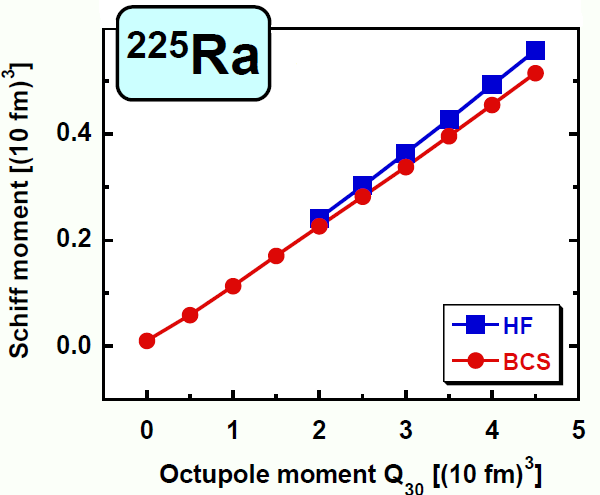 ²²⁵Ra
Schiff moment [(10 fm)³]
0.4
0.2
0.0
HF
BCS
0 1 2 3 4 5
Octupole moment Q₃₀ [(10 fm)³]